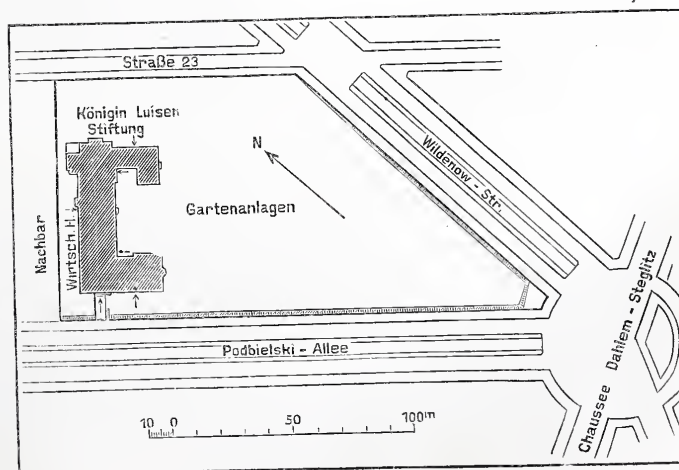 Straße 23
Königin Luisen
Stiftung
N
Wildenow - Str.
Gartenanlagen
Nachbar
Wirtsch. H.
Chaussee Dahlem - Steglitz
Podbielski - Allee
10 0 50 100m